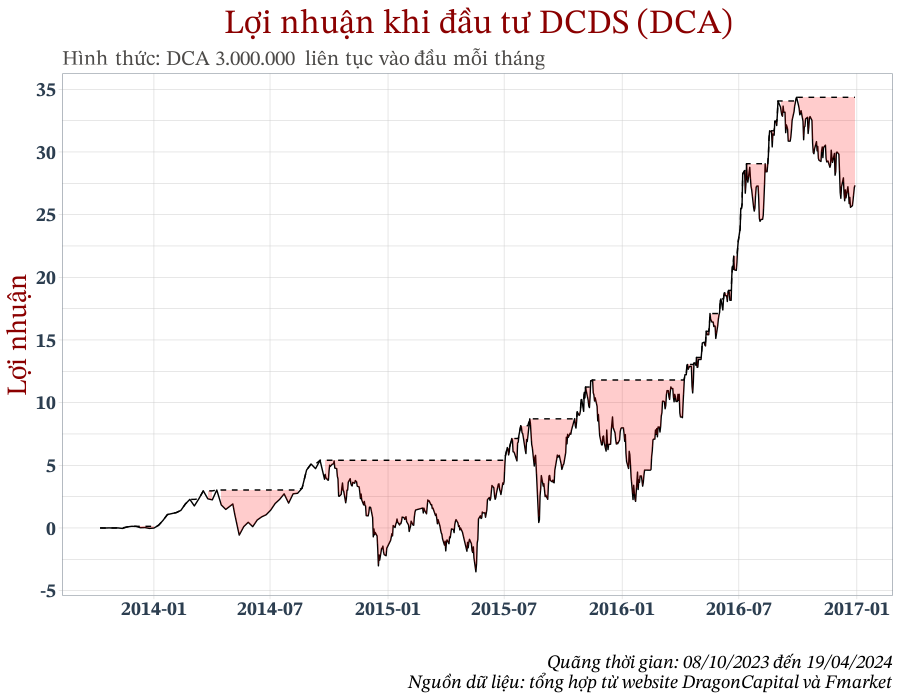 Lợi nhuận khi đầu tư DCDS (DCA)
Hình thức: DCA 3.000.000 liên tục vào đầu mỗi tháng
Lợi nhuận
35
30
25
20
15
10
5
0
-5
2014-01 2014-07 2015-01 2015-07 2016-01 2016-07 2017-01
Quãng thời gian: 08/10/2023 đến 19/04/2024
Nguồn dữ liệu: tổng hợp từ website DragonCapital và Fmarket